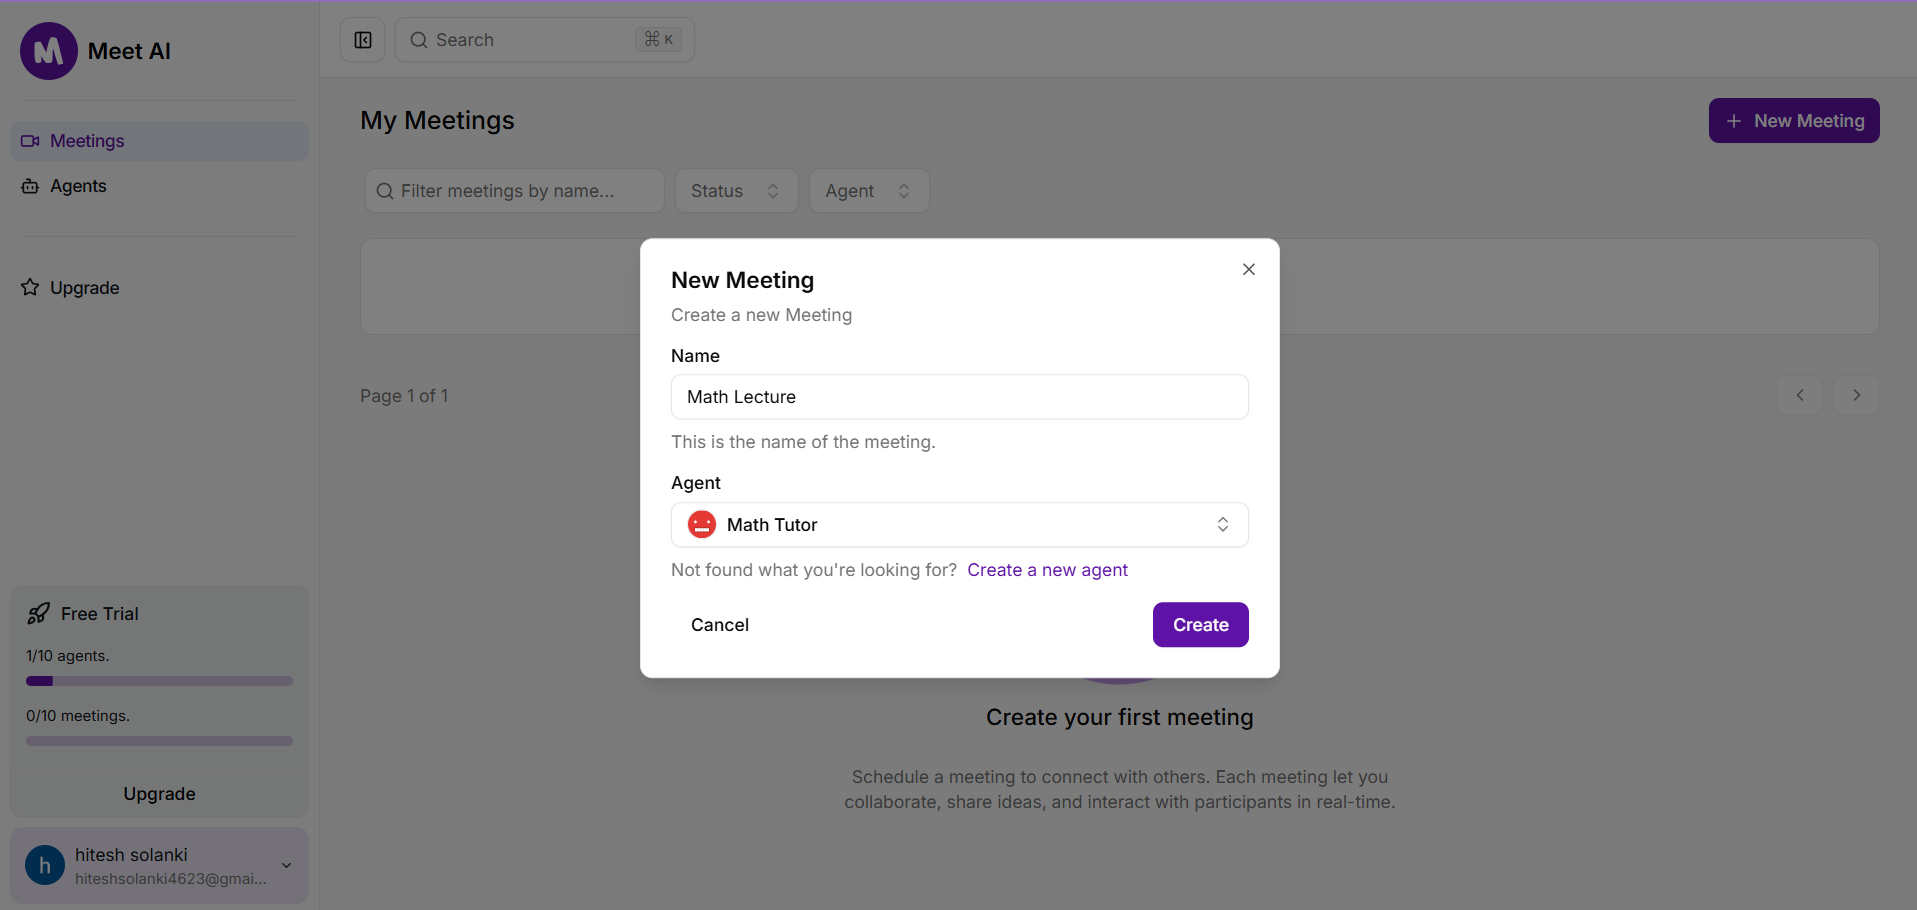 Meet AI
Meetings
Agents
Upgrade
Free Trial
1/10 agents.
0/10 meetings.
Upgrade
h
hitesh solanki
hiteshsolanki4623@gmai...
Search
⌘ K
My Meetings
+ New Meeting
Filter meetings by name...
Status
Agent
Page 1 of 1
New Meeting
Create a new Meeting
Name
Math Lecture
This is the name of the meeting.
Agent
Math Tutor
Not found what you're looking for? Create a new agent
Cancel
Create
Create your first meeting
Schedule a meeting to connect with others. Each meeting let you
collaborate, share ideas, and interact with participants in real-time.